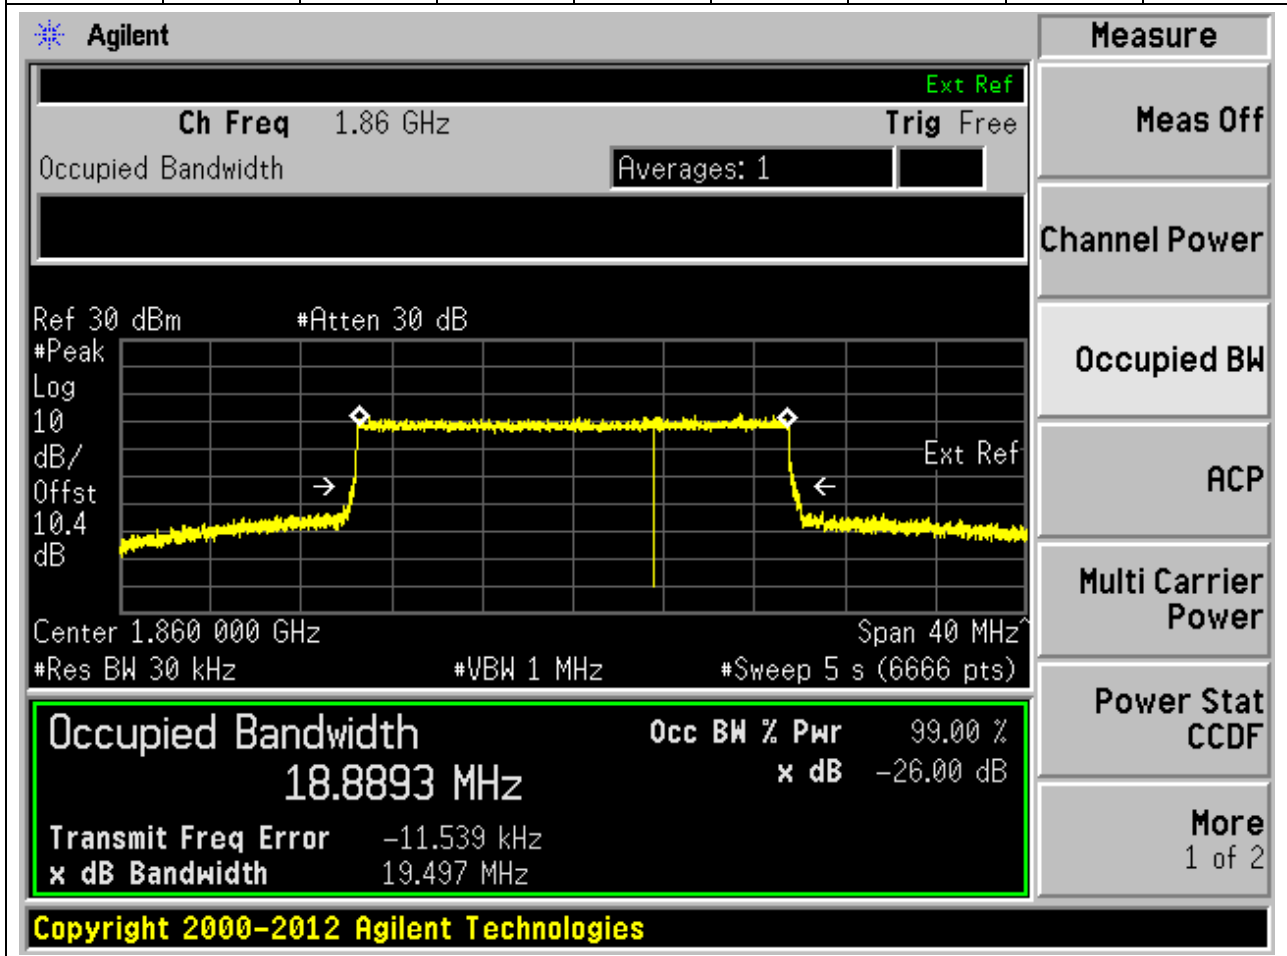 Agilent
Measure
Ext Ref
Ch Freq 1.86 GHz Trig Free
Meas Off
Occupied Bandwidth Averages: 1
Channel Power
Ref 30 dBm #Atten 30 dB
#Peak
Log
10
dB/
Offst
10.4
dB
Ext Ref
Occupied BW
ACP
Center 1.860 000 GHz Span 40 MHz^
#Res BW 30 kHz #VBW 1 MHz #Sweep 5 s (6666 pts)
Multi Carrier
Power
Occupied Bandwidth Occ BW % Pwr 99.00 %
18.8893 MHz x dB -26.00 dB
Transmit Freq Error -11.539 kHz
x dB Bandwidth 19.497 MHz
Power Stat
CCDF
More
1 of 2
Copyright 2000-2012 Agilent Technologies